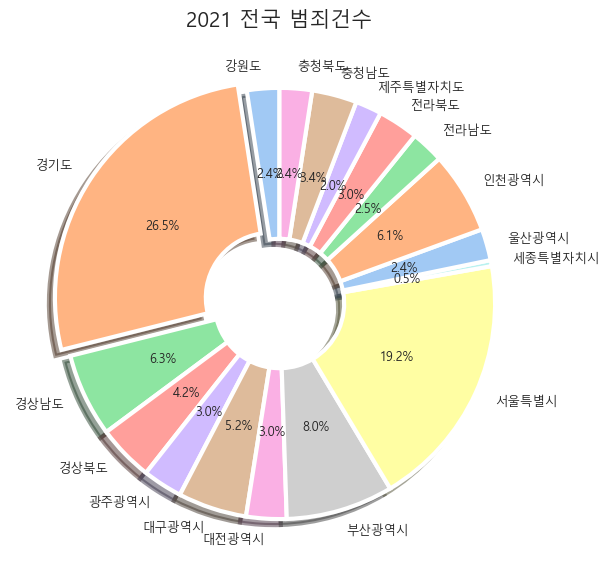 2021 전국 범죄건수
강원도
2.4%
경기도
26.5%
경상남도
6.3%
경상북도
4.2%
광주광역시
3.0%
대구광역시
5.2%
대전광역시
3.0%
부산광역시
8.0%
서울특별시
19.2%
세종특별자치시
0.5%
울산광역시
2.4%
인천광역시
6.1%
전라남도
2.5%
전라북도
3.0%
제주특별자치도
2.0%
충청남도
3.4%
충청북도
2.4%